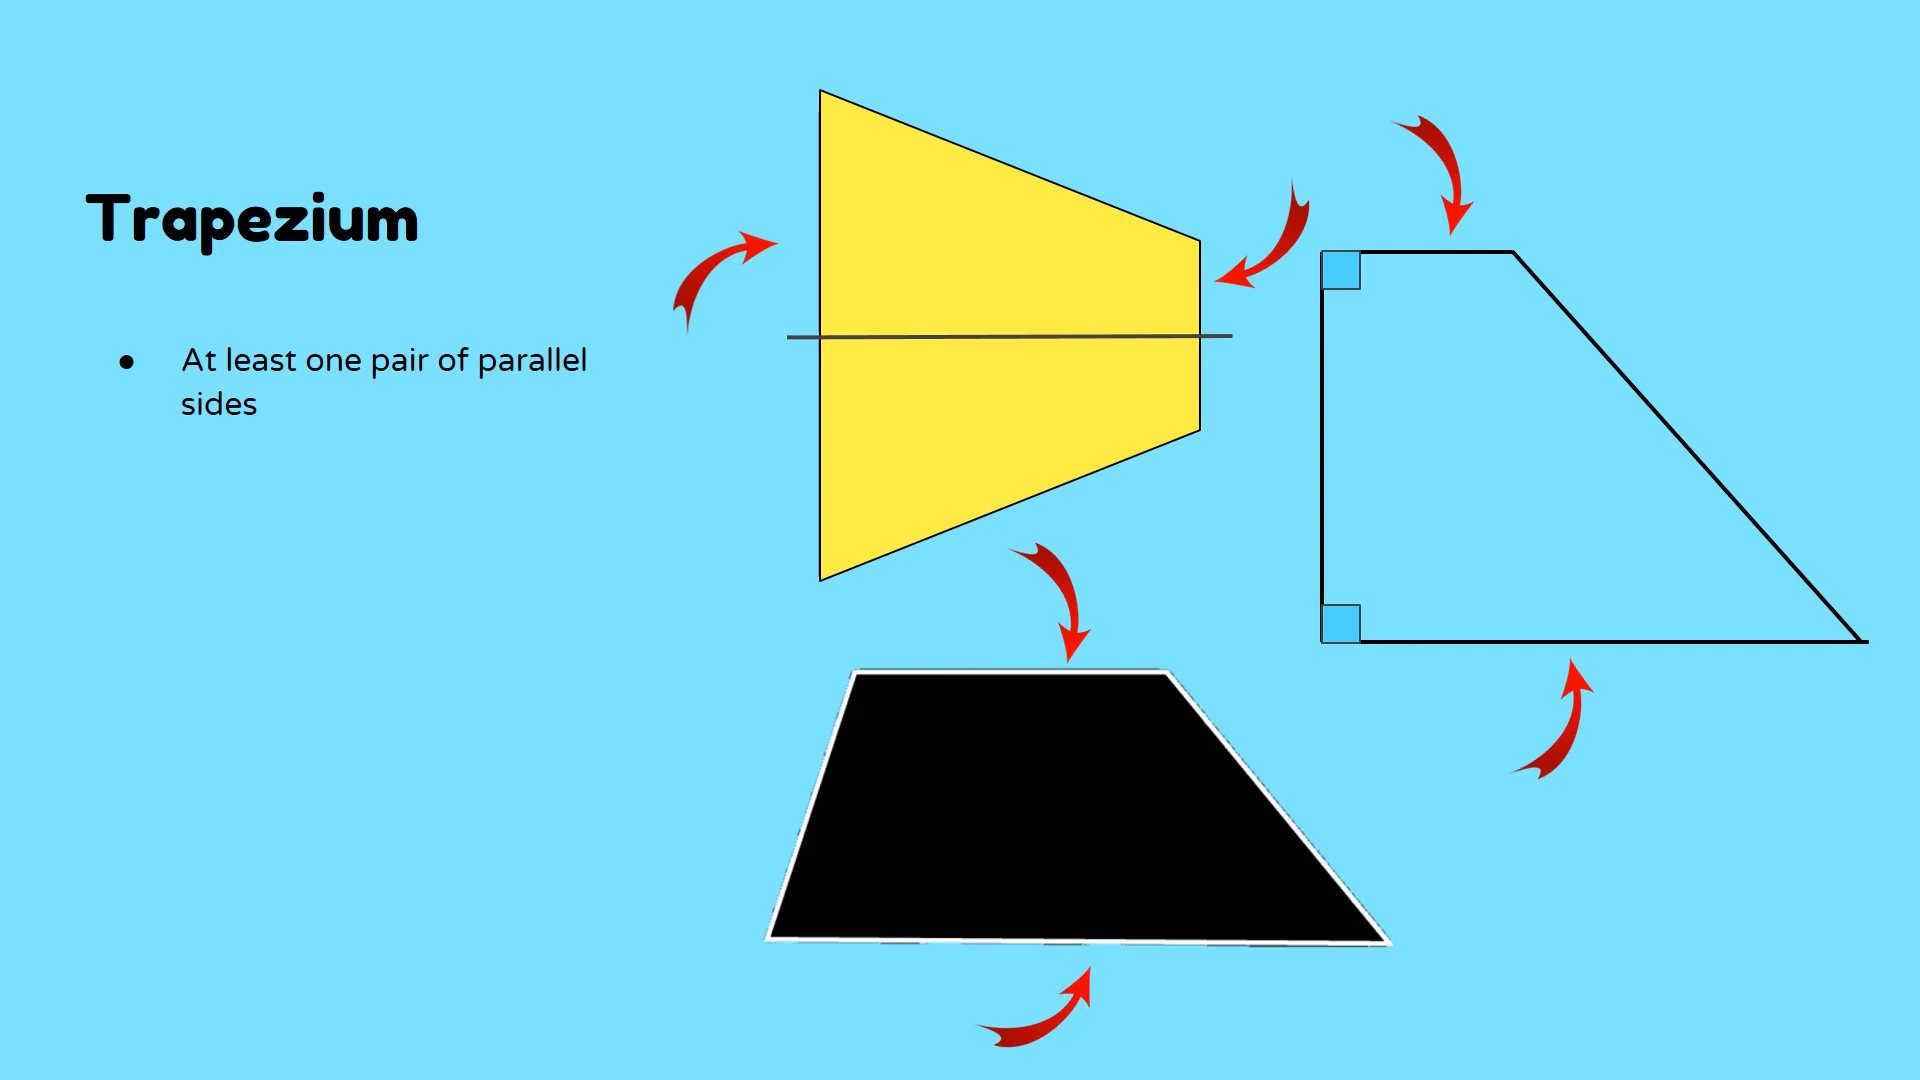 Trapezium
● At least one pair of parallel
sides